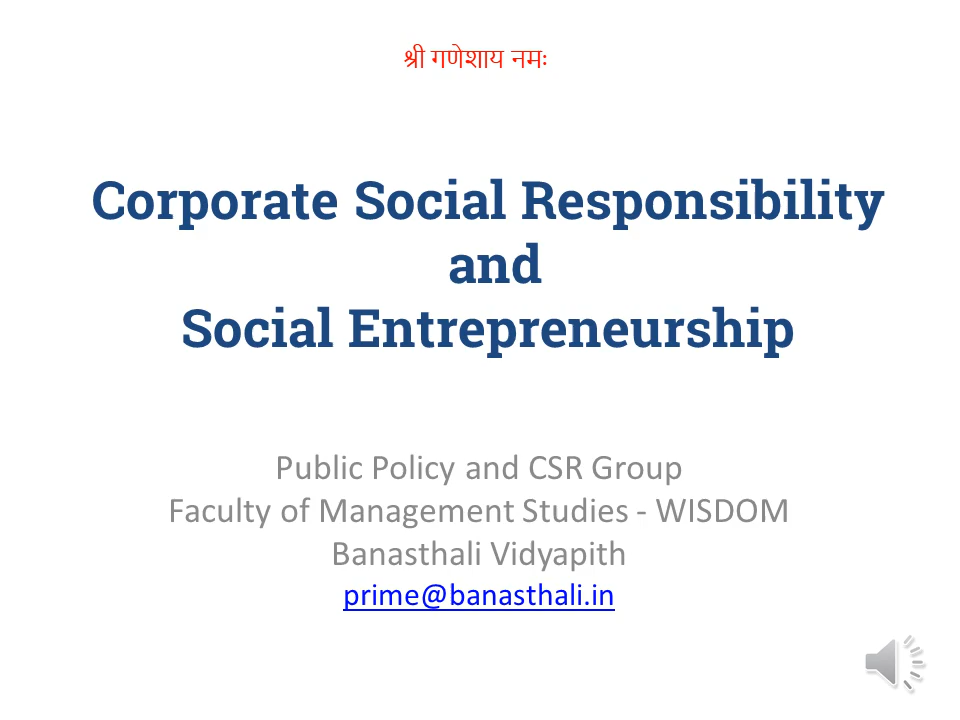 श्री गणेशाय नमः
Corporate Social Responsibility
and
Social Entrepreneurship
Public Policy and CSR Group
Faculty of Management Studies - WISDOM
Banasthali Vidyapith
prime@banasthali.in